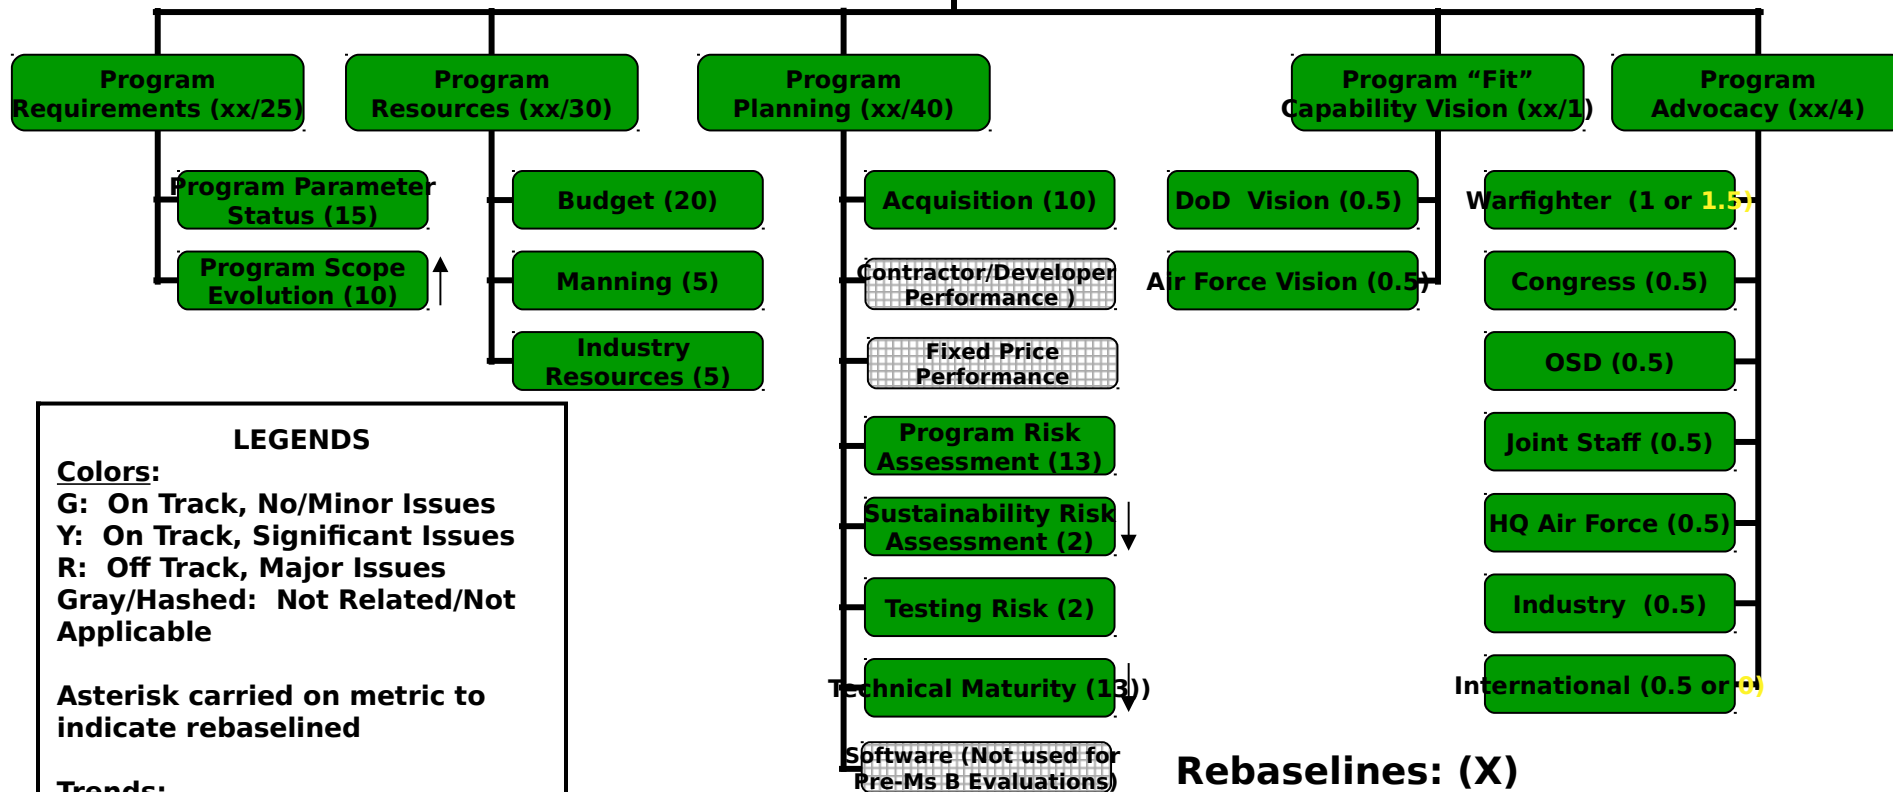 Program
Requirements (xx/25)
Program
Resources (xx/30)
Program
Planning (xx/40)
Program “Fit”
Capability Vision (xx/1)
Program
Advocacy (xx/4)
Program Parameter
Status (15)
Program Scope
Evolution (10)
Budget (20)
Manning (5)
Industry
Resources (5)
Acquisition (10)
Contractor/Developer
Performance )
Fixed Price
Performance
Program Risk
Assessment (13)
Sustainability Risk
Assessment (2)
Testing Risk (2)
Technical Maturity (13))
Software (Not used for
Pre-Ms B Evaluations)
DoD  Vision (0.5)
Air Force Vision (0.5)
Warfighter  (1 or 1.5)
Congress (0.5)
OSD (0.5)
Joint Staff (0.5)
HQ Air Force (0.5)
Industry  (0.5)
International (0.5 or 0)
LEGENDS
Colors:
G:  On Track, No/Minor Issues
Y:  On Track, Significant Issues
R:  Off Track, Major Issues
Gray/Hashed:  Not Related/Not
Applicable
Asterisk carried on metric to
indicate rebaselined
Trends:
Rebaselines: (X)